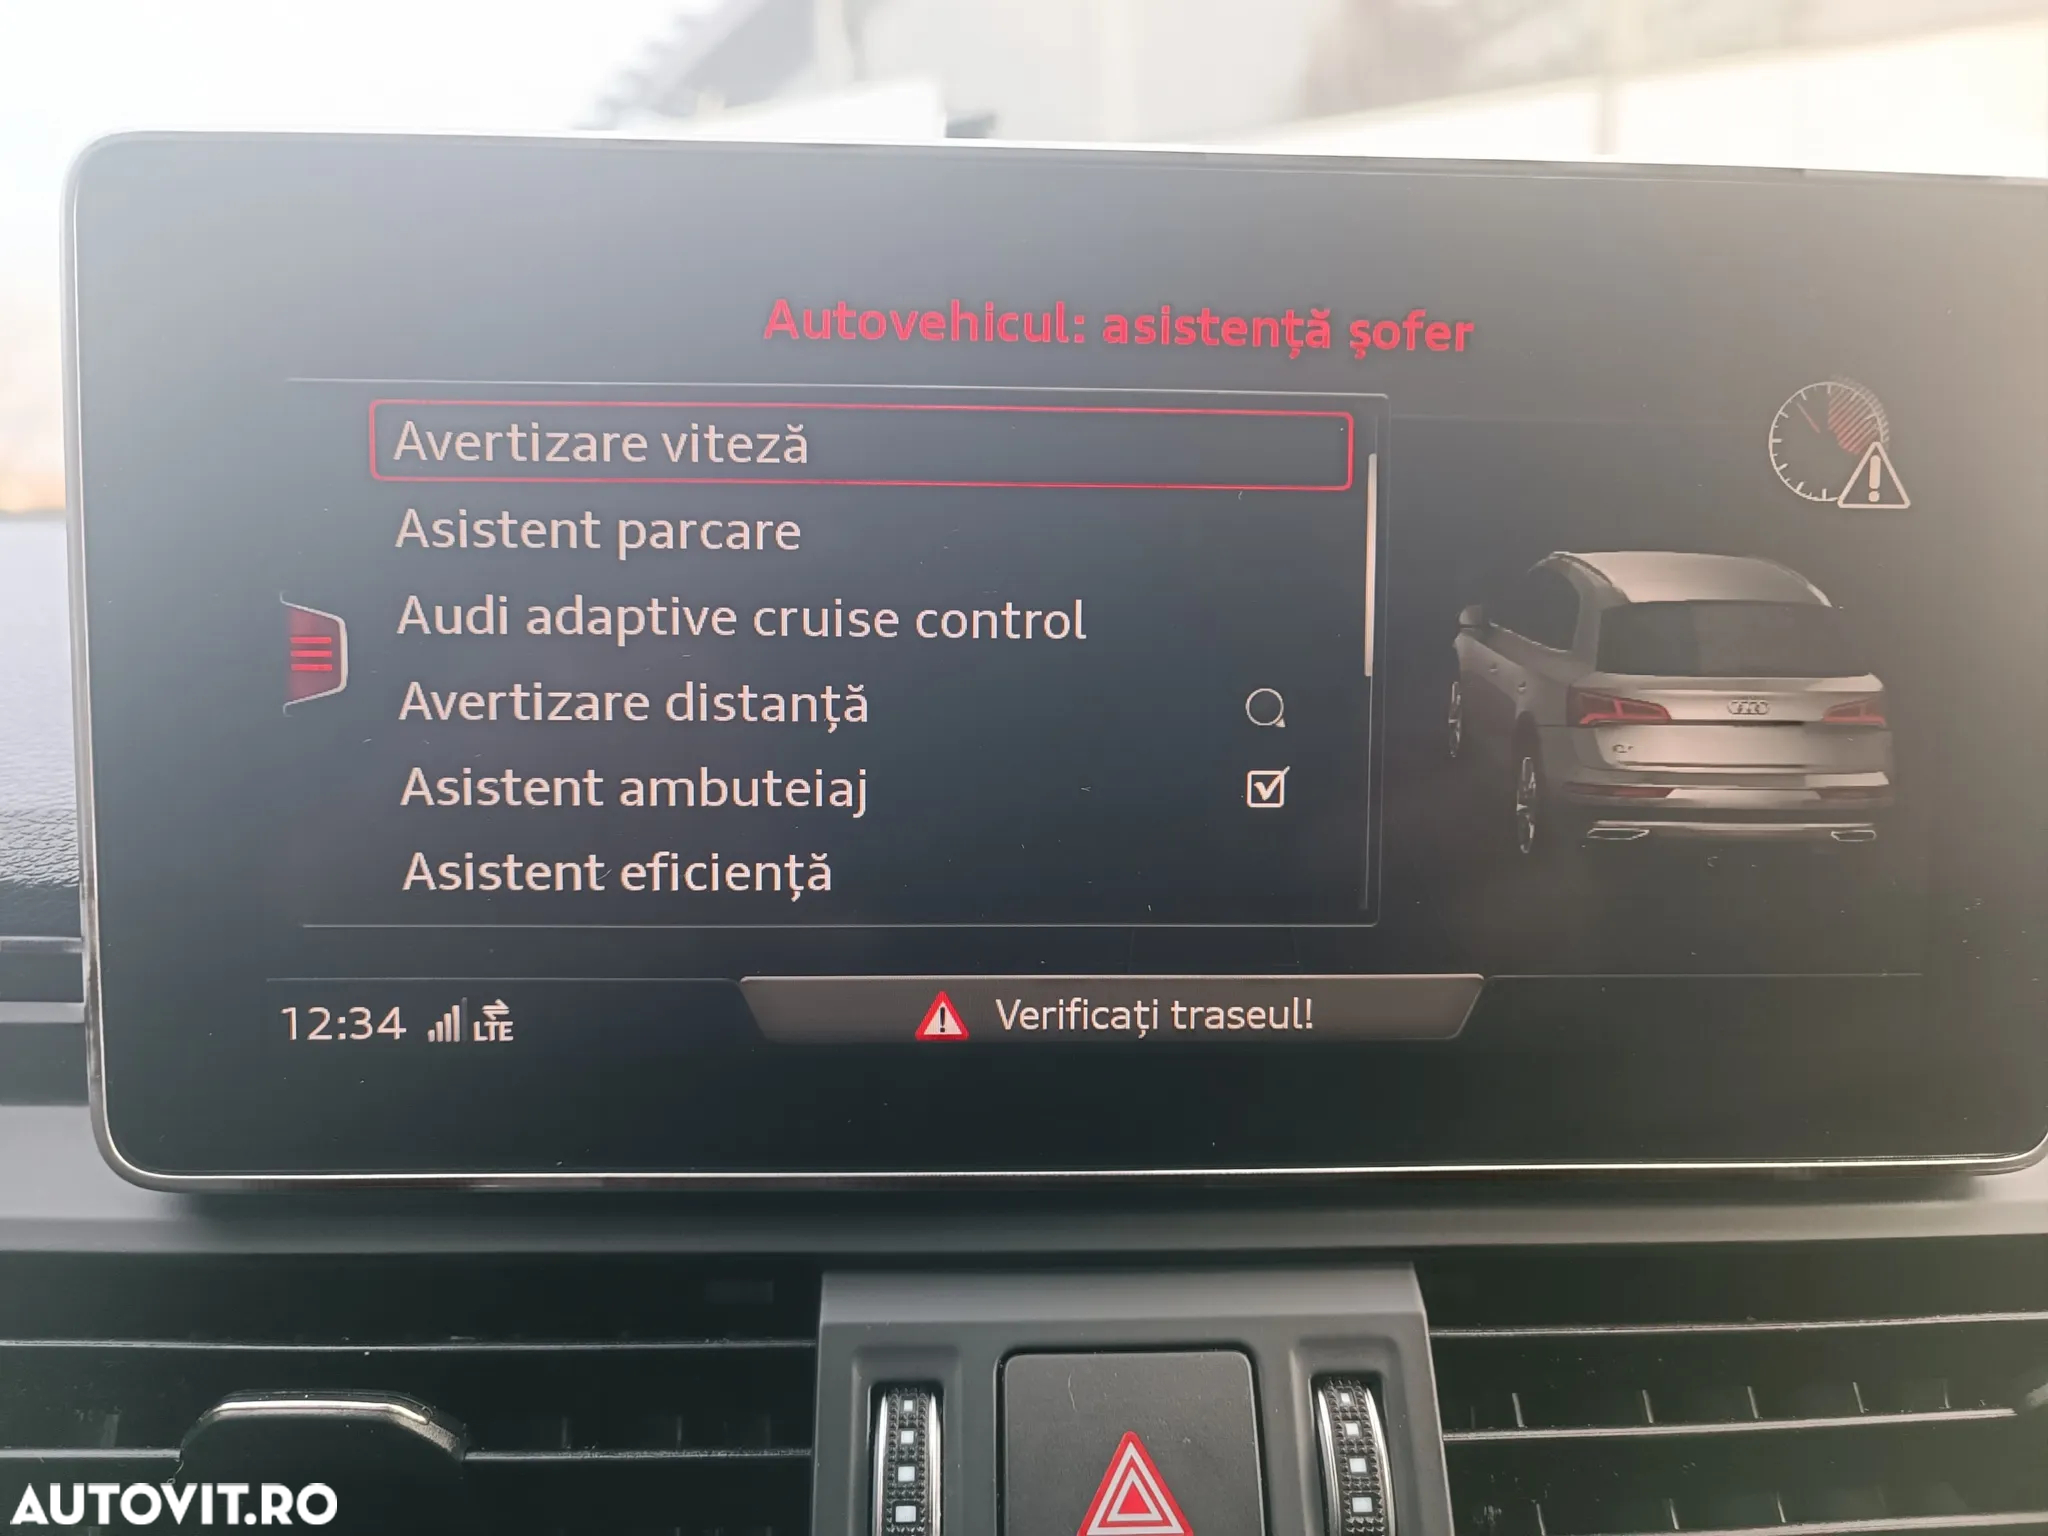 Autovehicul: asistență șofer
Avertizare viteză
Asistent parcare
Audi adaptive cruise control
Avertizare distanță
Asistent ambuteiaj
Asistent eficiență
12:34 LTE
Verificați traseul!
AUTOVIT.RO